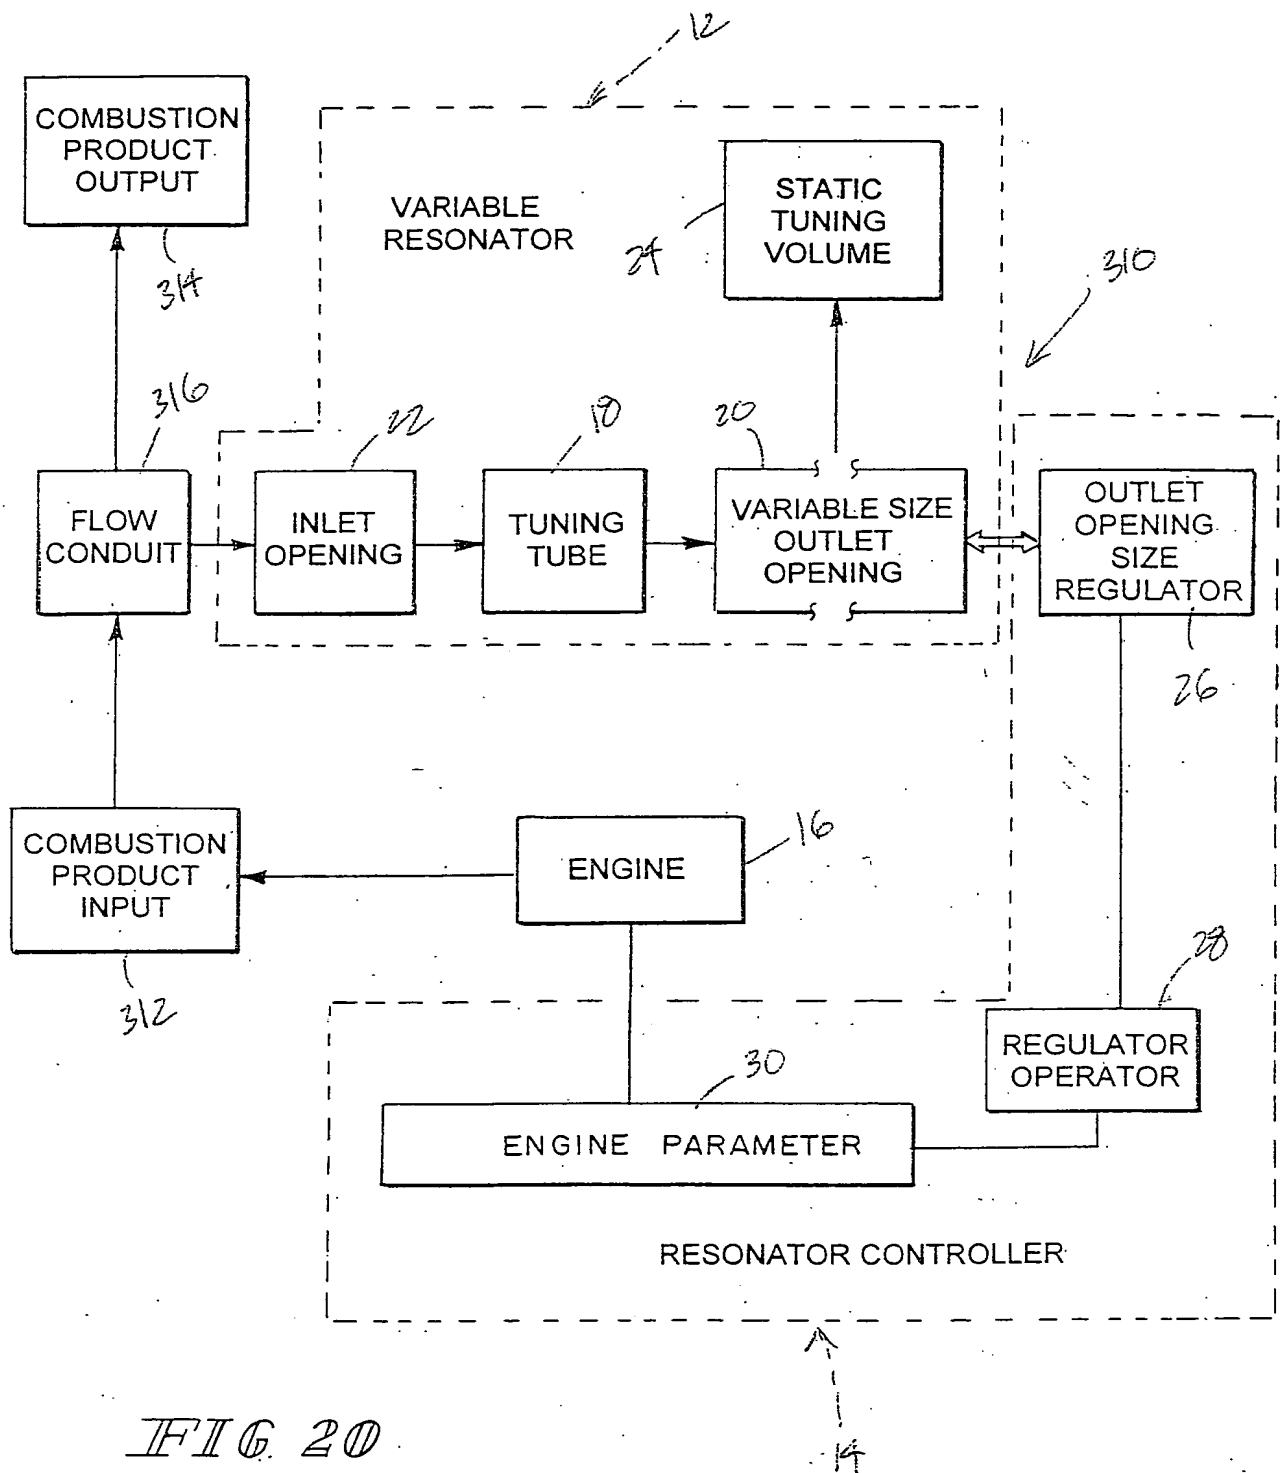 12
COMBUSTION
PRODUCT
OUTPUT
314
VARIABLE
RESONATOR
STATIC
TUNING
VOLUME
24
310
316
FLOW
CONDUIT
22
INLET
OPENING
18
TUNING
TUBE
20
VARIABLE SIZE
OUTLET
OPENING
OUTLET
OPENING
SIZE
REGULATOR
26
COMBUSTION
PRODUCT
INPUT
312
ENGINE
16
28
REGULATOR
OPERATOR
30
ENGINE PARAMETER
RESONATOR CONTROLLER
14
FIG. 20